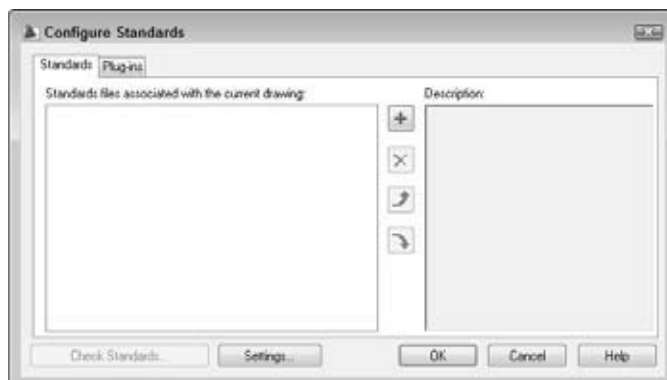 Configure Standards
Standards Plug-ins
Standards files associated with the current drawing: Description:
Check Standards... Settings... OK Cancel Help